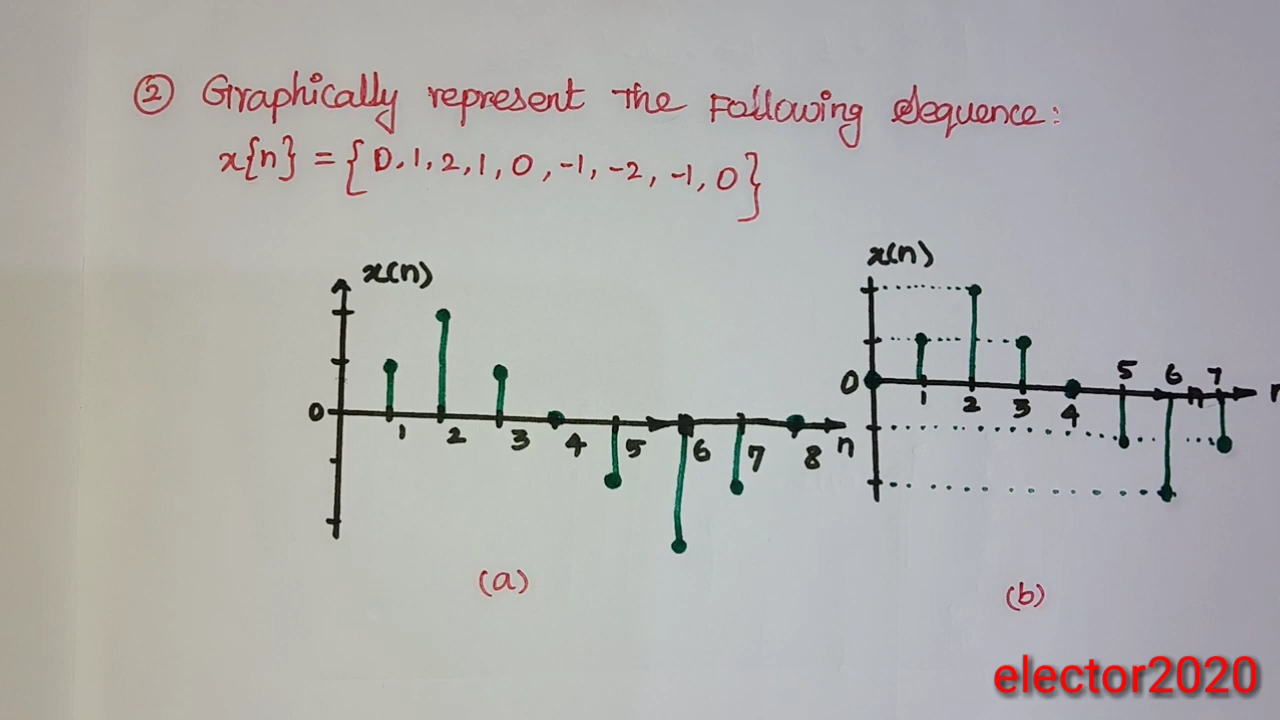 ② Graphically represent the Following Sequence:
x{n} = {0, 1, 2, 1, 0, -1, -2, -1, 0}
x(n)
0
1 2 3 4 5 6 7 8 n
(a)
x(n)
0
1 2 3 4 5 6 n 7 n
(b)
elector2020